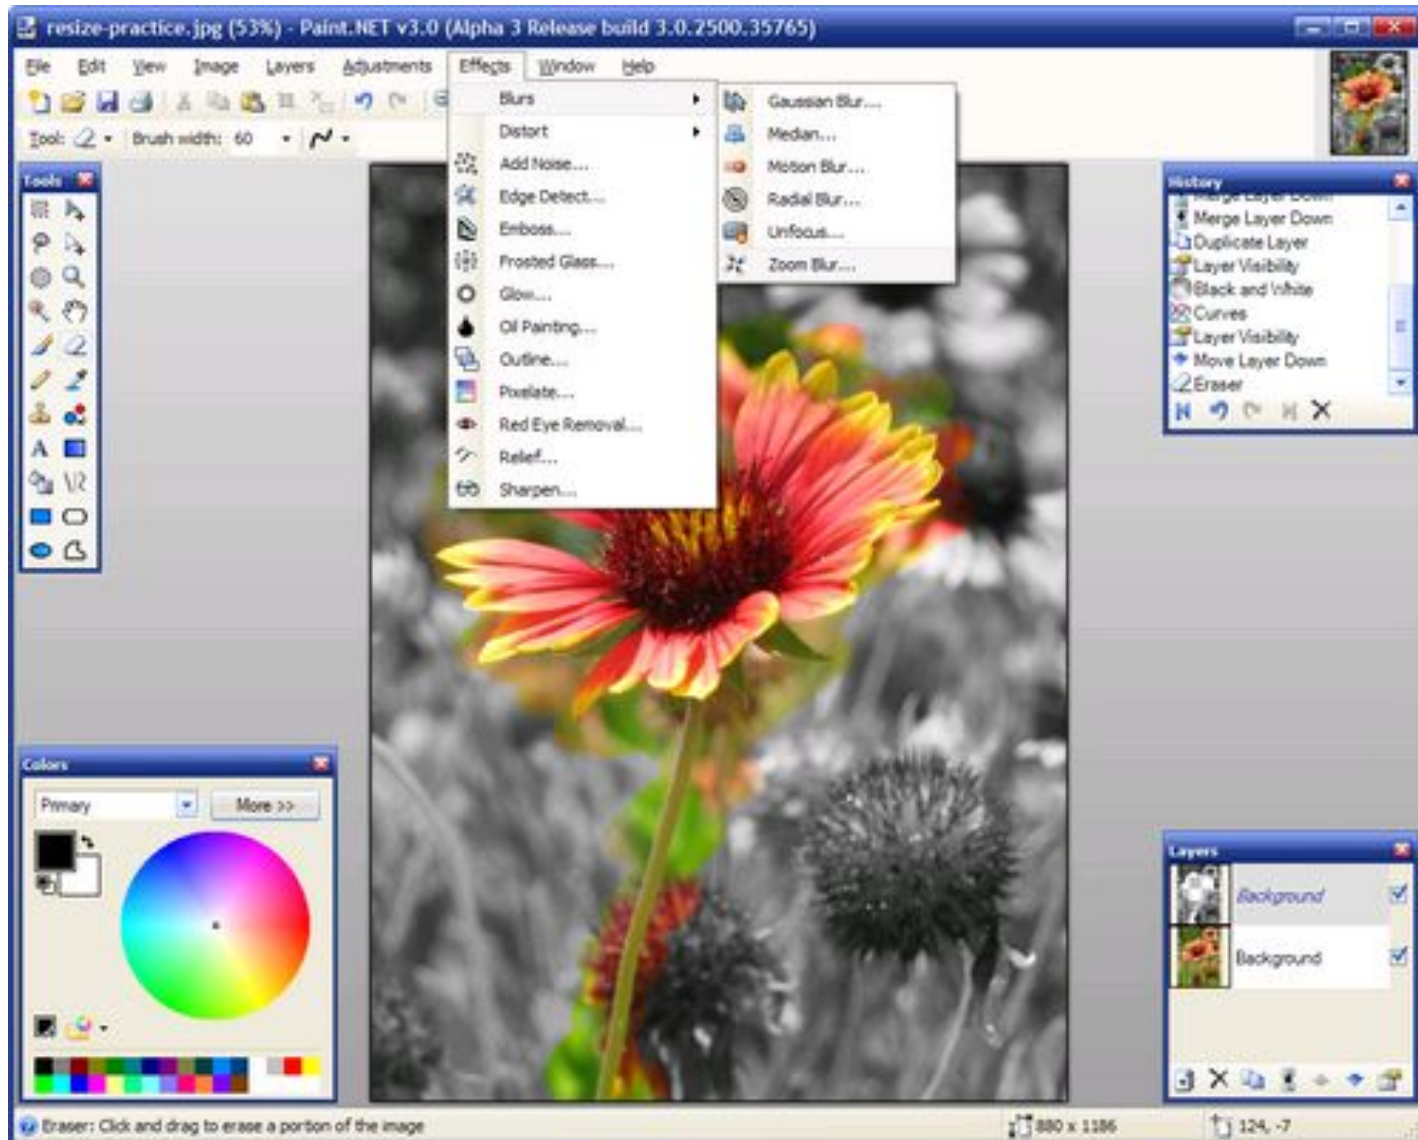 resize-practice.jpg (53%) - Paint.NET v3.0 (Alpha 3 Release build 3.0.2500.35765)
File Edit View Image Layers Adjustments Effects Window Help
Tool: Brush width: 60
Blurs
Distort
Add Noise...
Edge Detect...
Emboss...
Frosted Glass...
Glow...
Oil Painting...
Outline...
Pixelate...
Red Eye Removal...
Relief...
Sharpen...
Gaussian Blur...
Median...
Motion Blur...
Radial Blur...
Unfocus...
Zoom Blur...
Tools
History
Merge Layer Down
Merge Layer Down
Duplicate Layer
Layer Visibility
Black and White
Curves
Layer Visibility
Move Layer Down
Eraser
Colors
Primary More >>
Layers
Background
Background
Eraser: Click and drag to erase a portion of the image 880 x 1186 124, -7